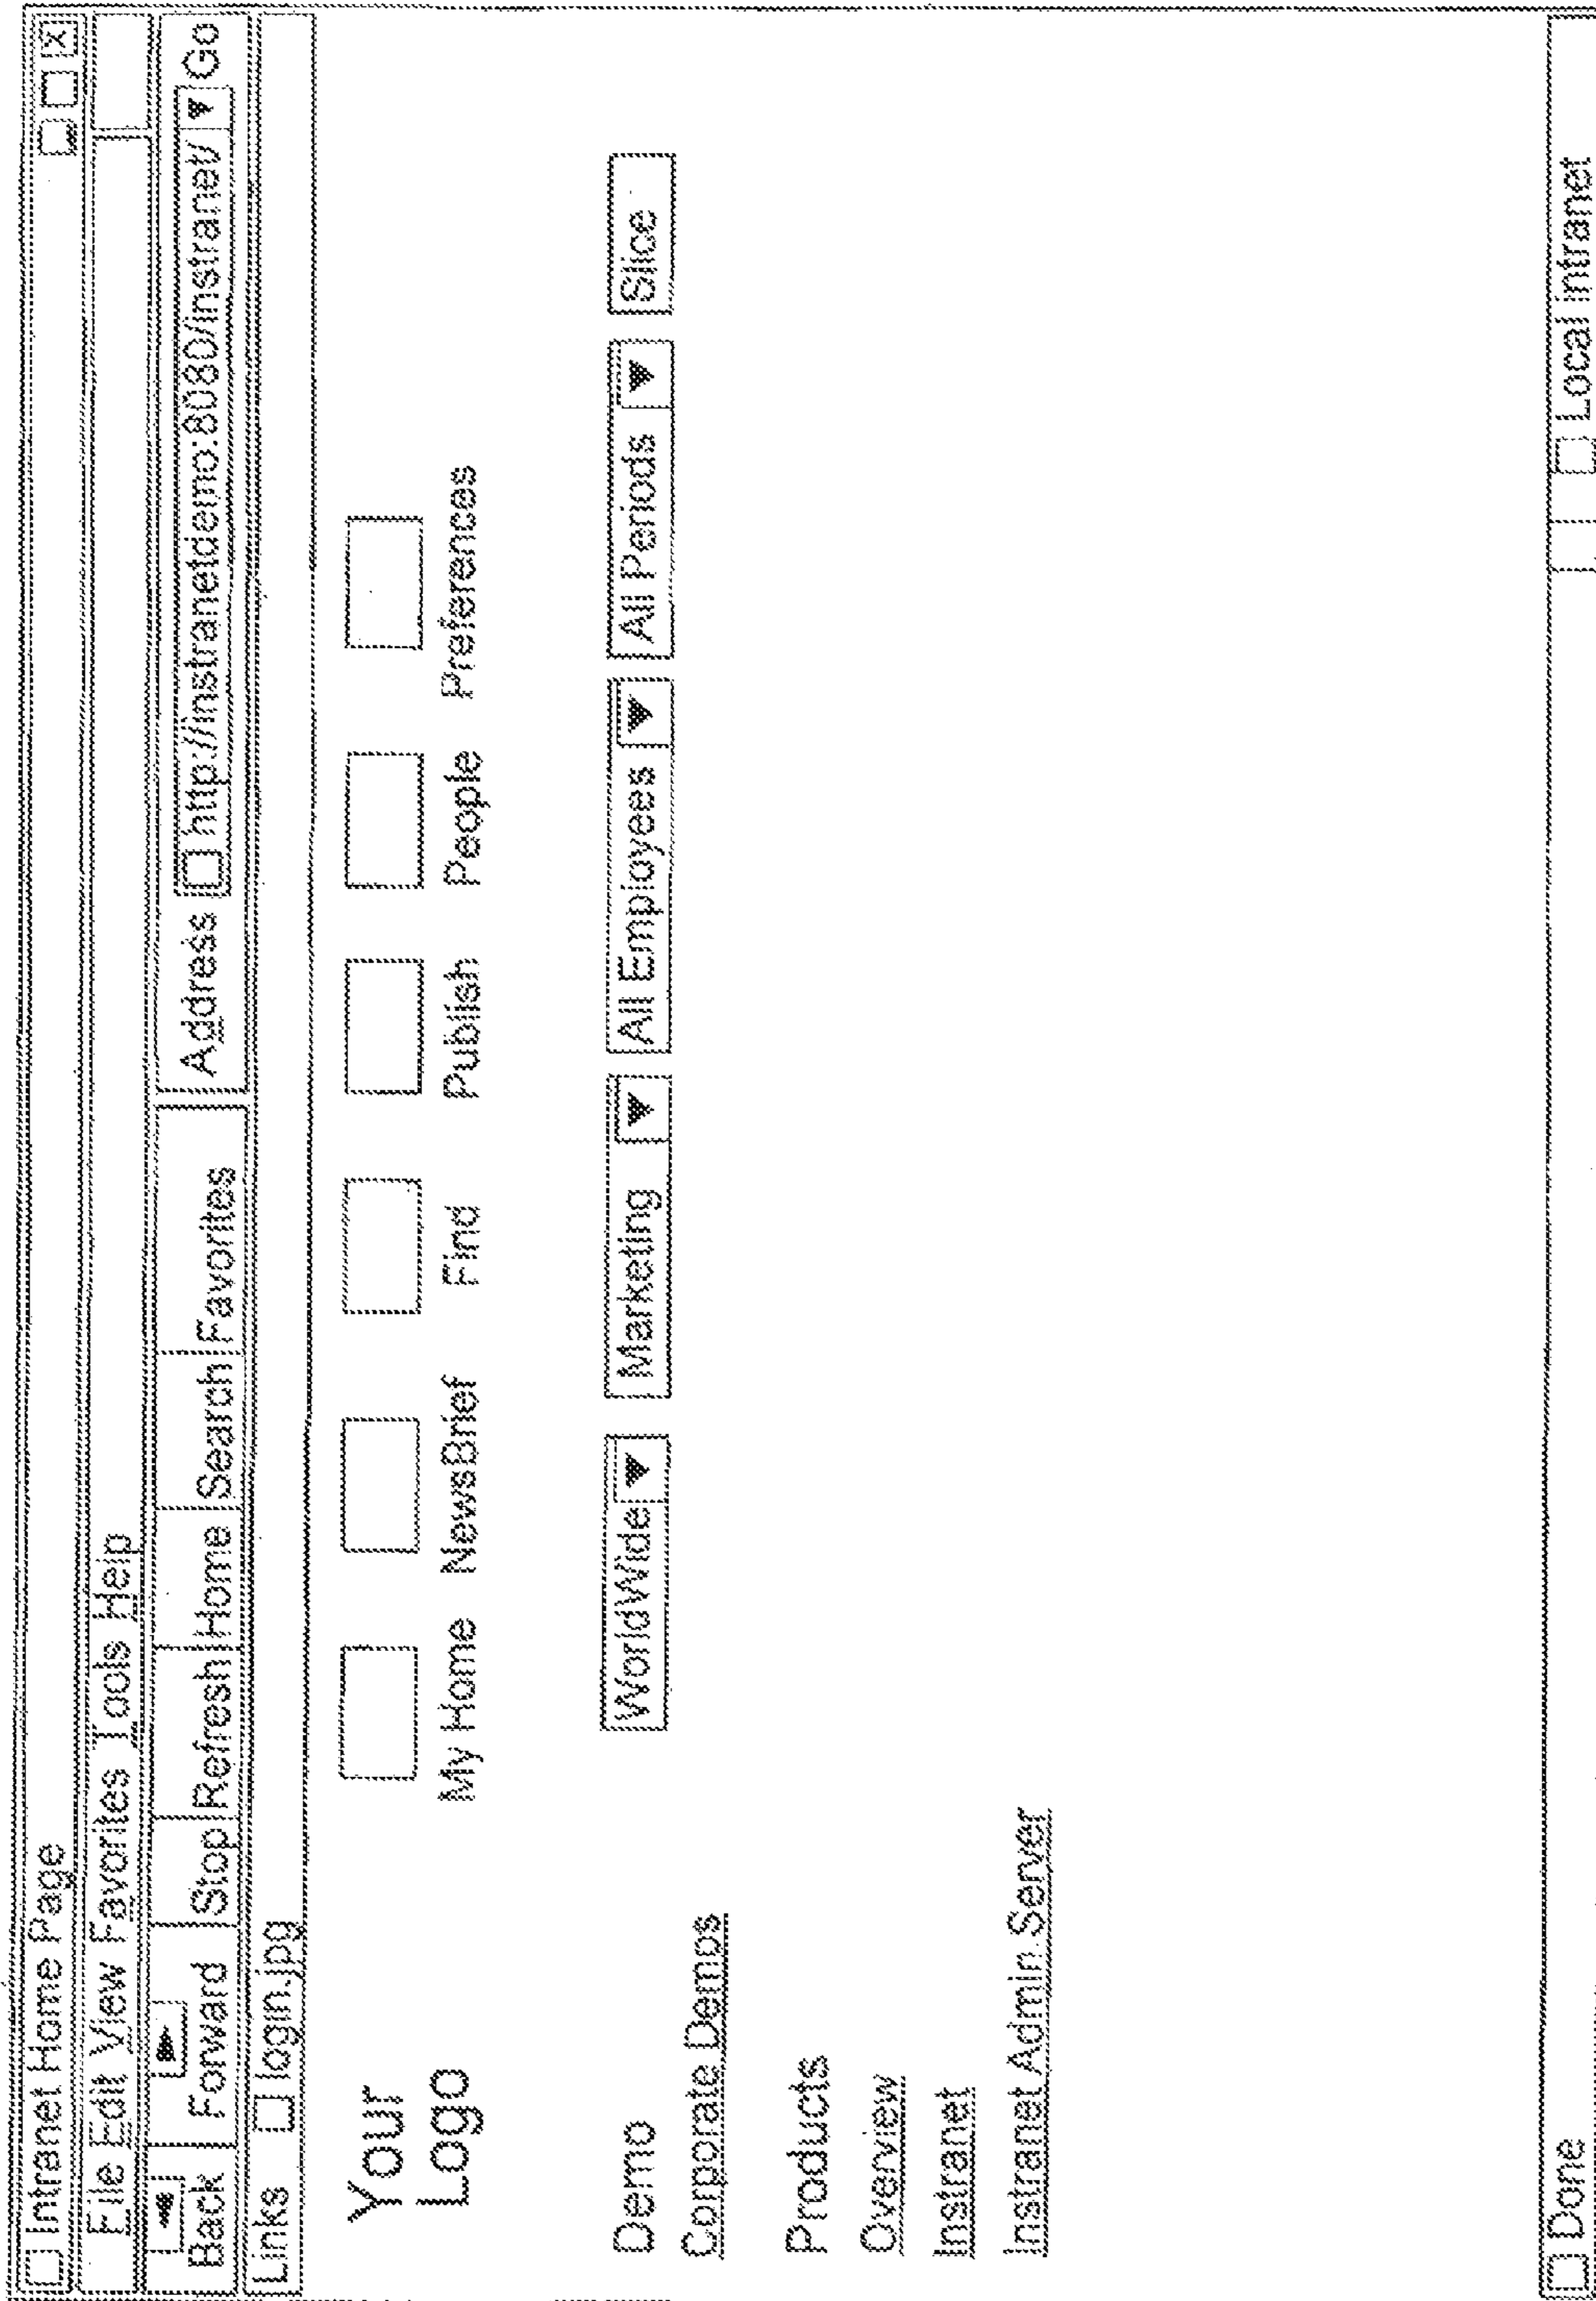 Intranet Home Page
File Edit View Favorites Tools Help
Back Forward Stop Refresh Home Search Favorites Address http://instranetdemo:8080/instranet/ Go
Links login.jpg
Your
Logo
My Home NewsBrief Find Publish People Preferences
WorldWide Marketing All Employees All Periods Slice
Demo
Corporate Demos
Products
Overview
Instranet
Instranet Admin Server
Done Local intranet